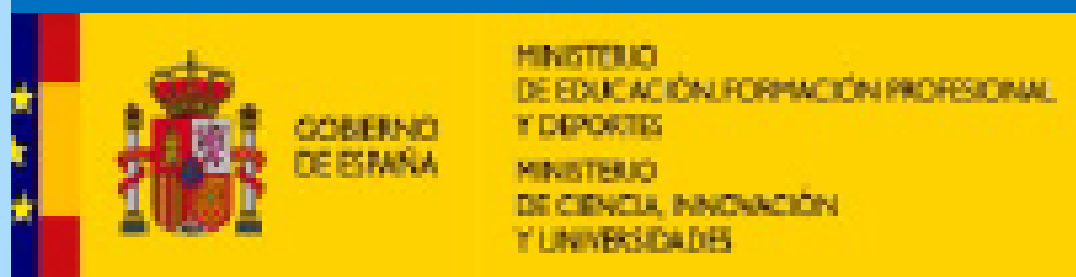 GOBIERNO
DE ESPAÑA
MINISTERIO
DE EDUCACIÓN, FORMACIÓN PROFESIONAL
Y DEPORTES
MINISTERIO
DE CIENCIA, INNOVACIÓN
Y UNIVERSIDADES